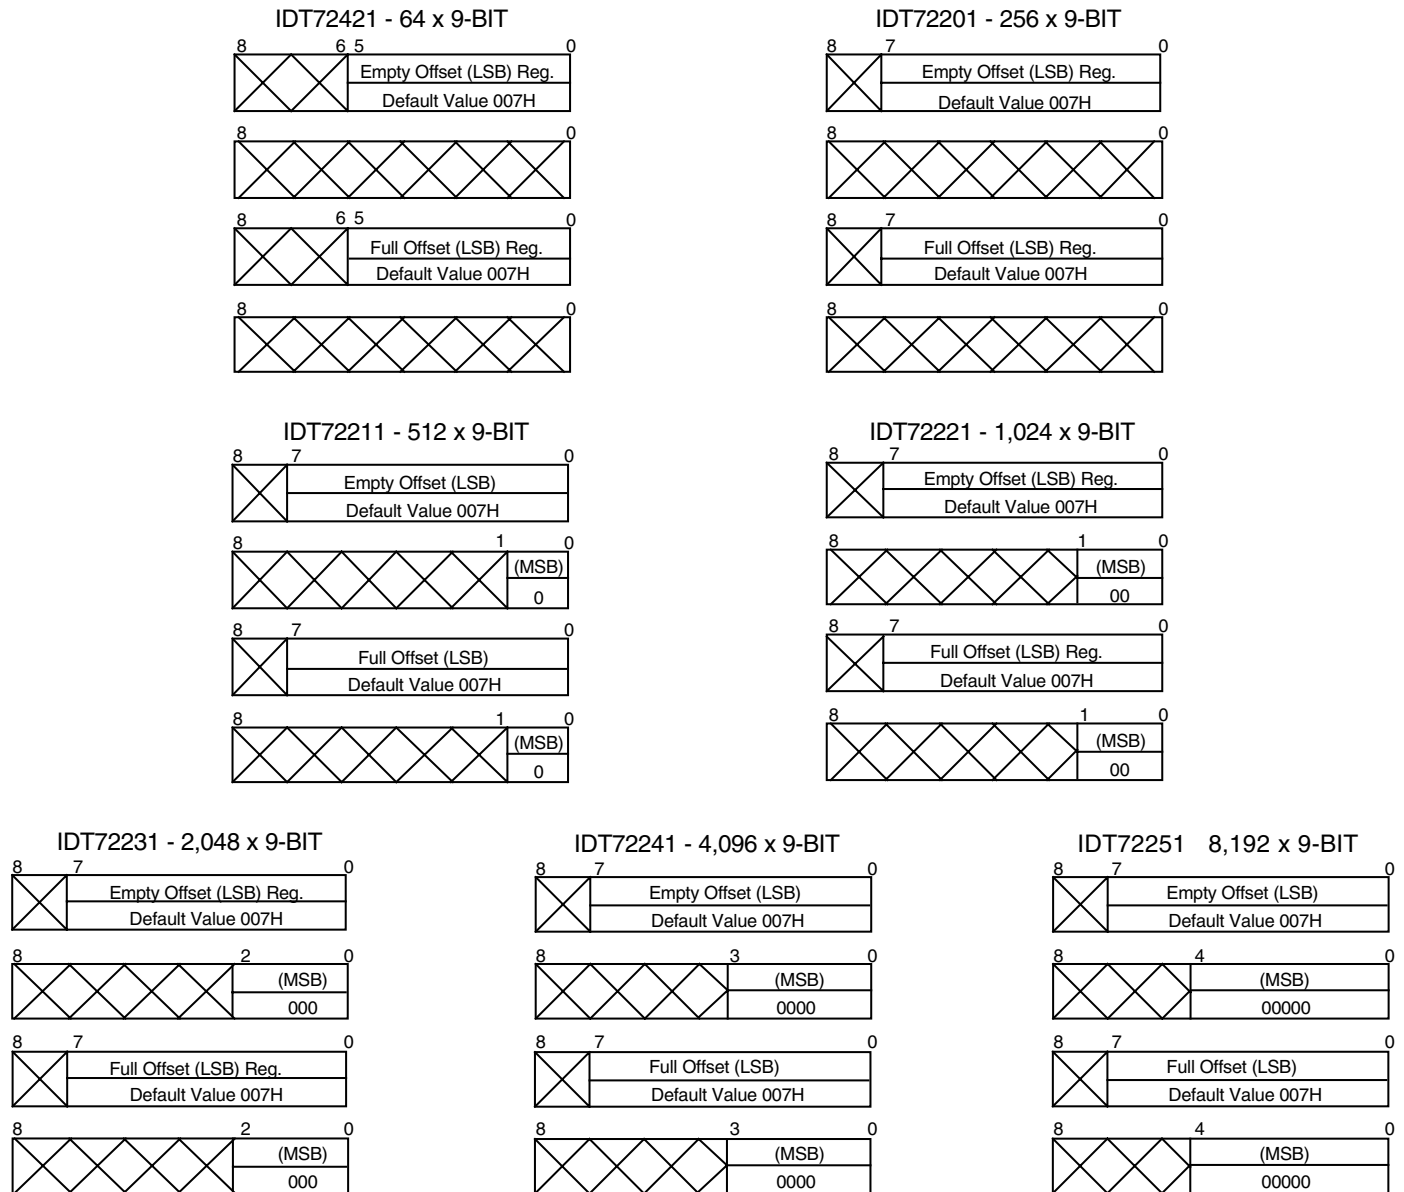 IDT72421 - 64 x 9-BIT
8 6 5 0
Empty Offset (LSB) Reg.
Default Value 007H
8 0
8 6 5 0
Full Offset (LSB) Reg.
Default Value 007H
8 0
IDT72201 - 256 x 9-BIT
8 7 0
Empty Offset (LSB) Reg.
Default Value 007H
8 0
8 7 0
Full Offset (LSB) Reg.
Default Value 007H
8 0
IDT72211 - 512 x 9-BIT
8 7 0
Empty Offset (LSB)
Default Value 007H
8 1 0
(MSB)
0
8 7 0
Full Offset (LSB)
Default Value 007H
8 1 0
(MSB)
0
IDT72221 - 1,024 x 9-BIT
8 7 0
Empty Offset (LSB) Reg.
Default Value 007H
8 1 0
(MSB)
00
8 7 0
Full Offset (LSB) Reg.
Default Value 007H
8 1 0
(MSB)
00
IDT72231 - 2,048 x 9-BIT
8 7 0
Empty Offset (LSB) Reg.
Default Value 007H
8 2 0
(MSB)
000
8 7 0
Full Offset (LSB) Reg.
Default Value 007H
8 2 0
(MSB)
000
IDT72241 - 4,096 x 9-BIT
8 7 0
Empty Offset (LSB)
Default Value 007H
8 3 0
(MSB)
0000
8 7 0
Full Offset (LSB)
Default Value 007H
8 3 0
(MSB)
0000
IDT72251 8,192 x 9-BIT
8 7 0
Empty Offset (LSB)
Default Value 007H
8 4 0
(MSB)
00000
8 7 0
Full Offset (LSB)
Default Value 007H
8 4 0
(MSB)
00000